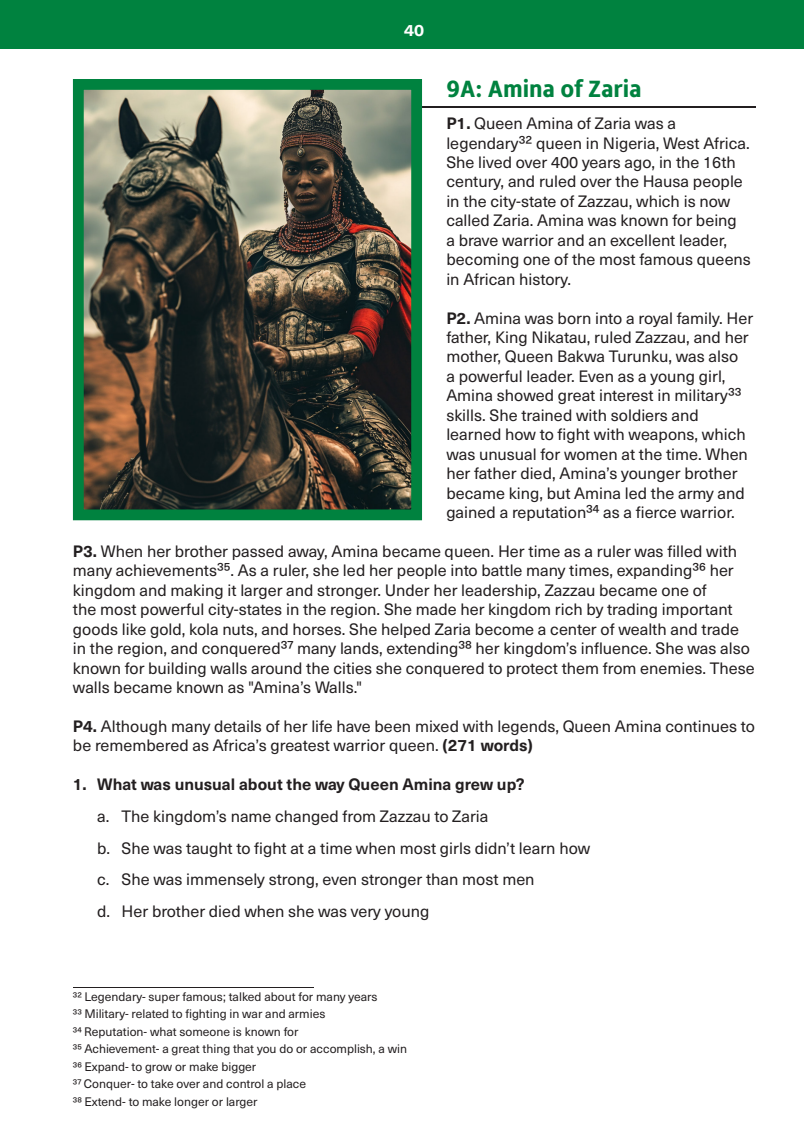 40
9A: Amina of Zaria
P1. Queen Amina of Zaria was a
legendary³² queen in Nigeria, West Africa.
She lived over 400 years ago, in the 16th
century, and ruled over the Hausa people
in the city-state of Zazzau, which is now
called Zaria. Amina was known for being
a brave warrior and an excellent leader,
becoming one of the most famous queens
in African history.
P2. Amina was born into a royal family. Her
father, King Nikatau, ruled Zazzau, and her
mother, Queen Bakwa Turunku, was also
a powerful leader. Even as a young girl,
Amina showed great interest in military³³
skills. She trained with soldiers and
learned how to fight with weapons, which
was unusual for women at the time. When
her father died, Amina's younger brother
became king, but Amina led the army and
gained a reputation³⁴ as a fierce warrior.
P3. When her brother passed away, Amina became queen. Her time as a ruler was filled with
many achievements³⁵. As a ruler, she led her people into battle many times, expanding³⁶ her
kingdom and making it larger and stronger. Under her leadership, Zazzau became one of
the most powerful city-states in the region. She made her kingdom rich by trading important
goods like gold, kola nuts, and horses. She helped Zaria become a center of wealth and trade
in the region, and conquered³⁷ many lands, extending³⁸ her kingdom's influence. She was also
known for building walls around the cities she conquered to protect them from enemies. These
walls became known as "Amina's Walls."
P4. Although many details of her life have been mixed with legends, Queen Amina continues to
be remembered as Africa's greatest warrior queen. (271 words)
1. What was unusual about the way Queen Amina grew up?
a. The kingdom's name changed from Zazzau to Zaria
b. She was taught to fight at a time when most girls didn't learn how
c. She was immensely strong, even stronger than most men
d. Her brother died when she was very young
³² Legendary- super famous; talked about for many years
³³ Military- related to fighting in war and armies
³⁴ Reputation- what someone is known for
³⁵ Achievement- a great thing that you do or accomplish, a win
³⁶ Expand- to grow or make bigger
³⁷ Conquer- to take over and control a place
³⁸ Extend- to make longer or larger